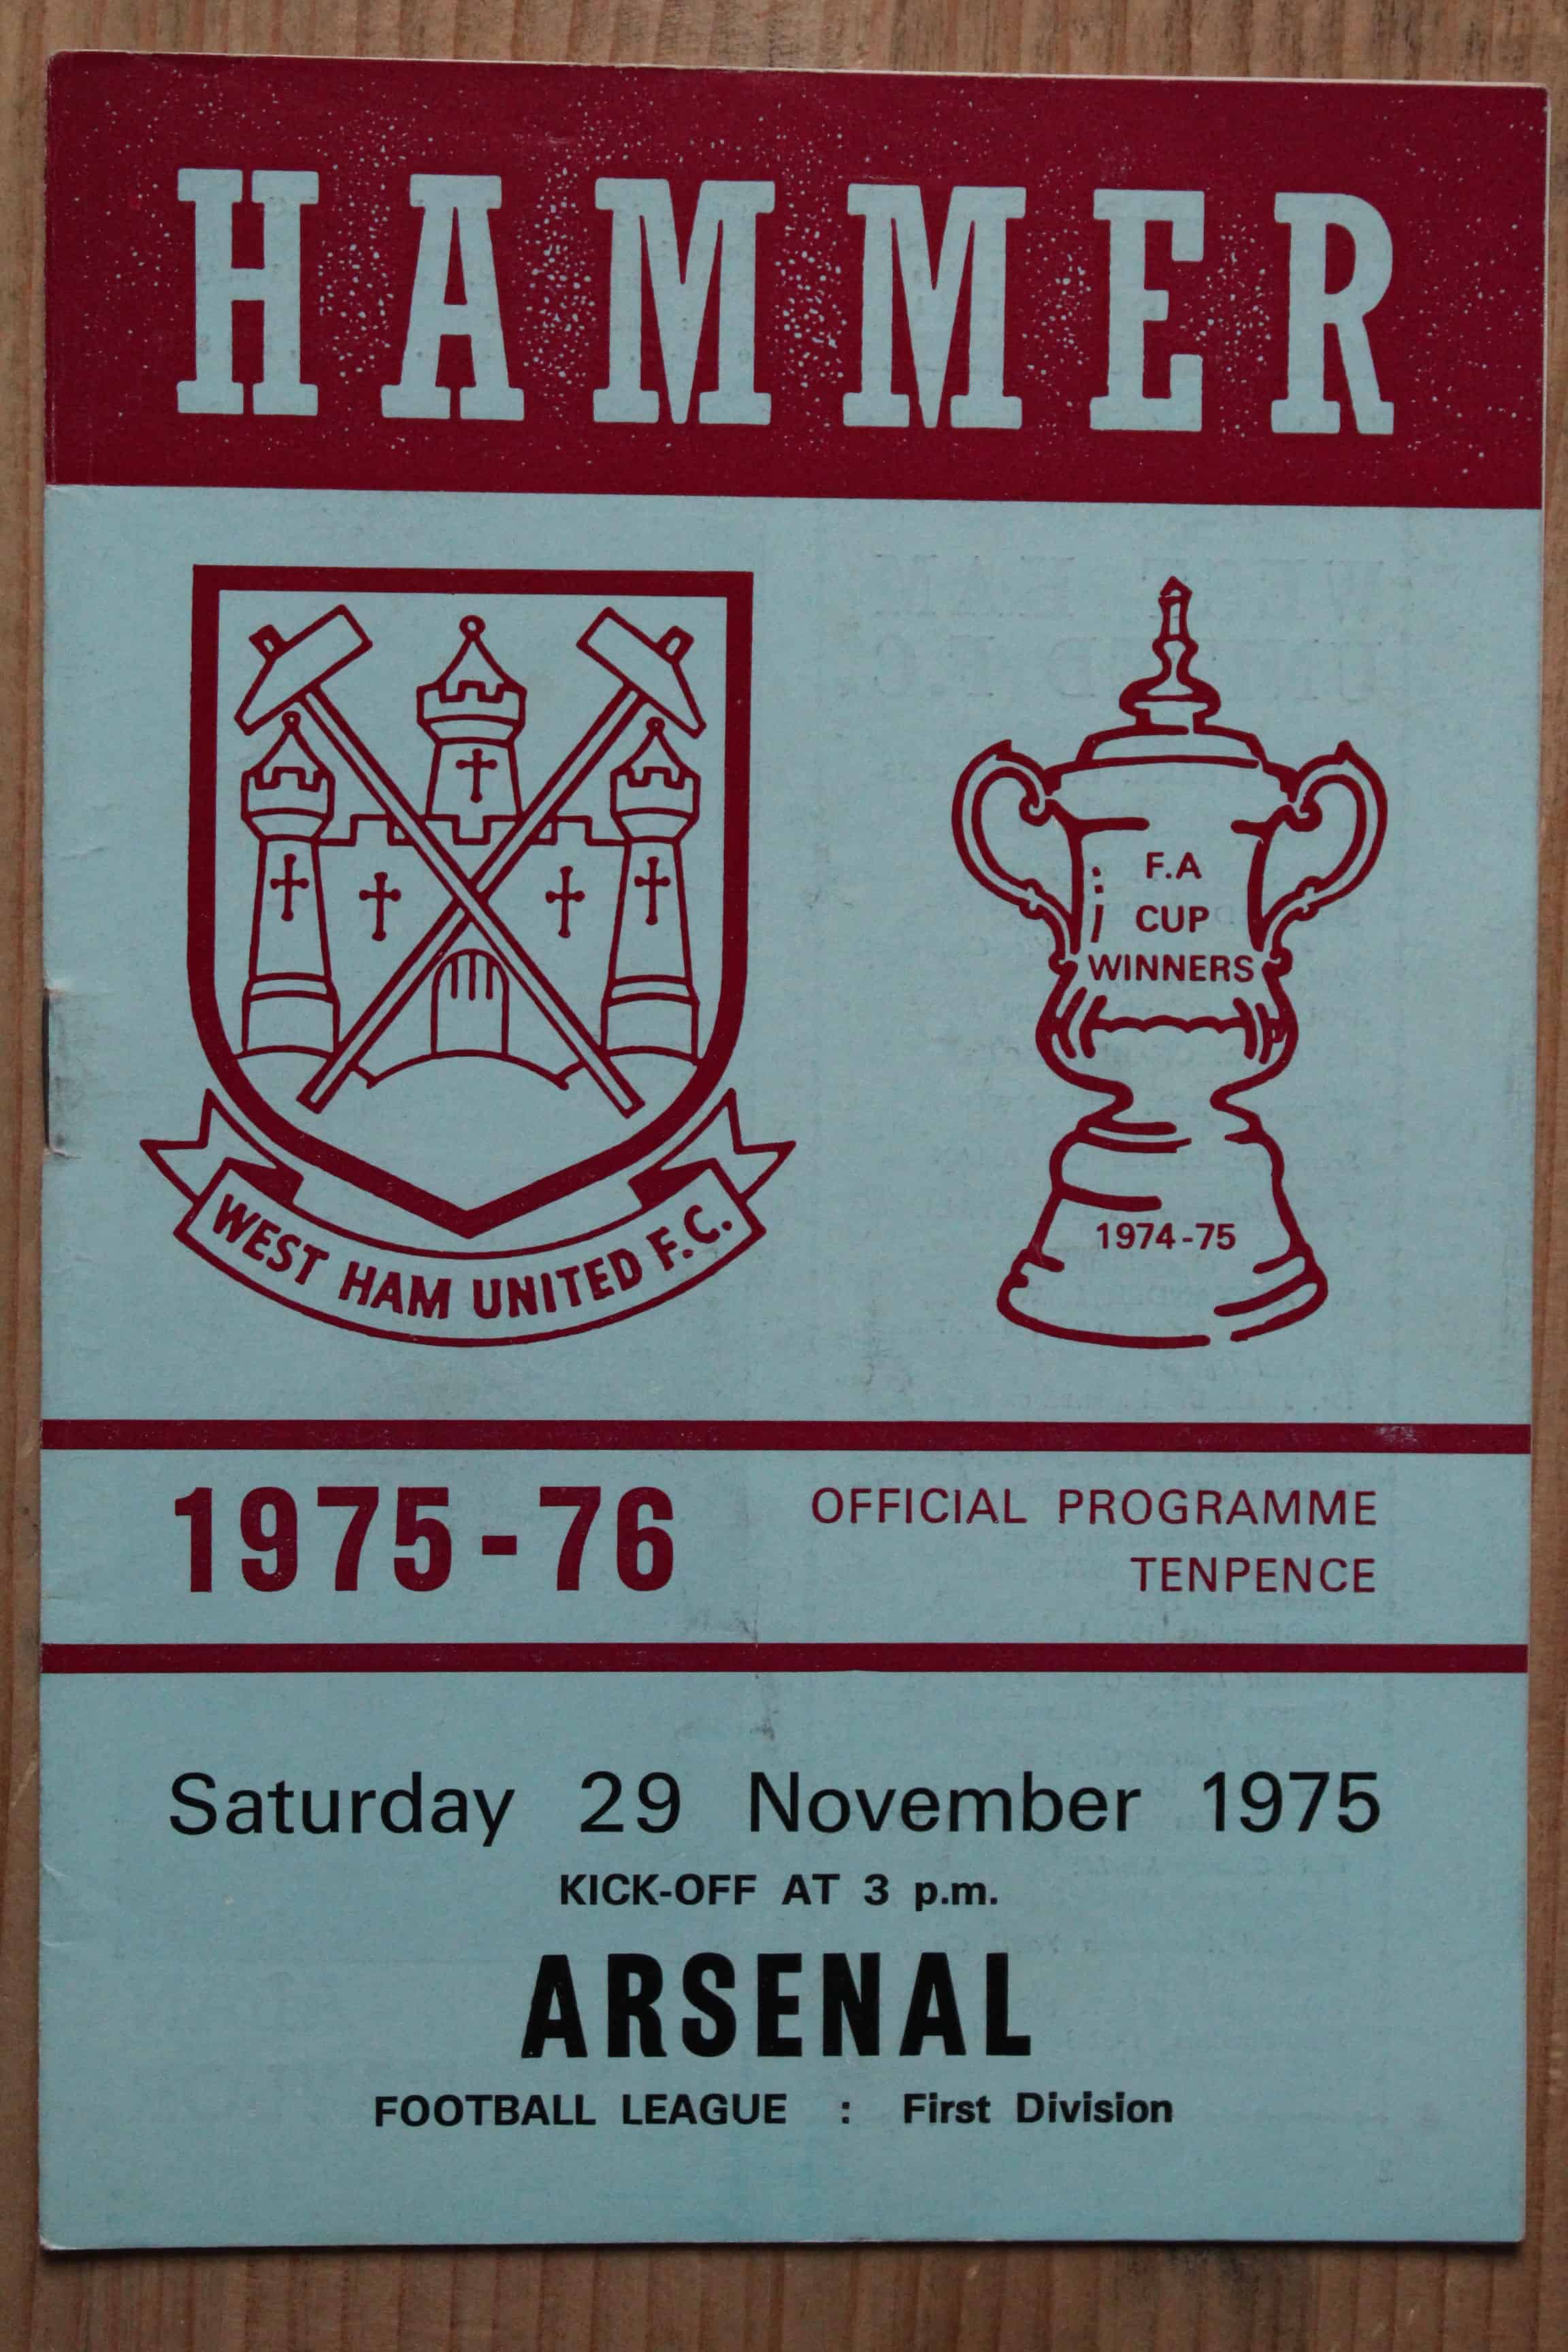 HAMMER
F.A
CUP
WINNERS
1974-75
WEST HAM UNITED F.C.
1975-76
OFFICIAL PROGRAMME
TENPENCE
Saturday 29 November 1975
KICK-OFF AT 3 p.m.
ARSENAL
FOOTBALL LEAGUE : First Division